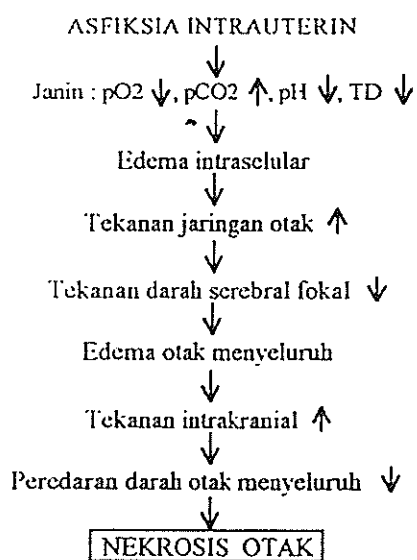 ASFIKSIA INTRAUTERIN
Janin : pO2 ↓, pCO2 ↑, pH ↓, TD ↓
Edema intraselular
Tekanan jaringan otak ↑
Tekanan darah serebral fokal ↓
Edema otak menyeluruh
Tekanan intrakranial ↑
Peredaran darah otak menyeluruh ↓
NEKROSIS OTAK